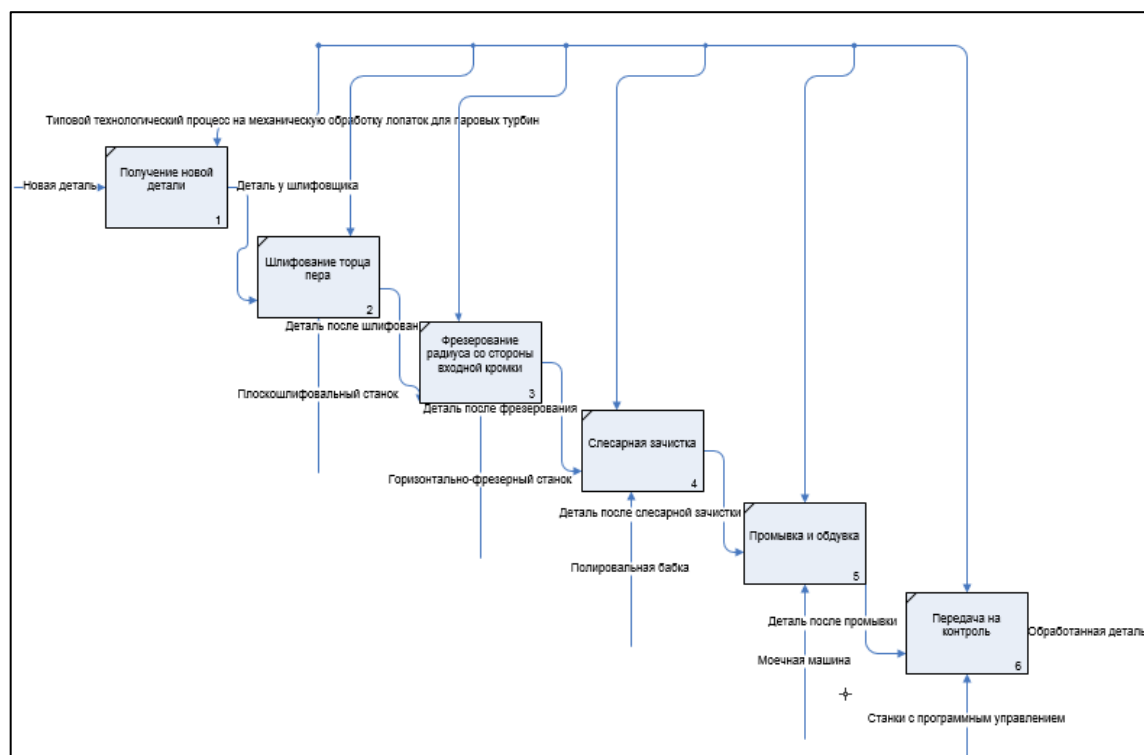 Типовой технологический процесс на механическую обработку лопаток для паровых турбин
Получение новой
детали
1
Новая деталь
Деталь у шлифовщика
Шлифование торца
пера
2
Деталь после шлифован
Фрезерование
радиуса со стороны
входной кромки
3
Плоскошлифовальный станок
Деталь после фрезерования
Слесарная зачистка
4
Горизонтально-фрезерный станок
Деталь после слесарной зачистки
Промывка и обдувка
5
Полировальная бабка
Деталь после промывки
Передача на
контроль
6
Обработанная деталь
Моечная машина
Станки с программным управлением